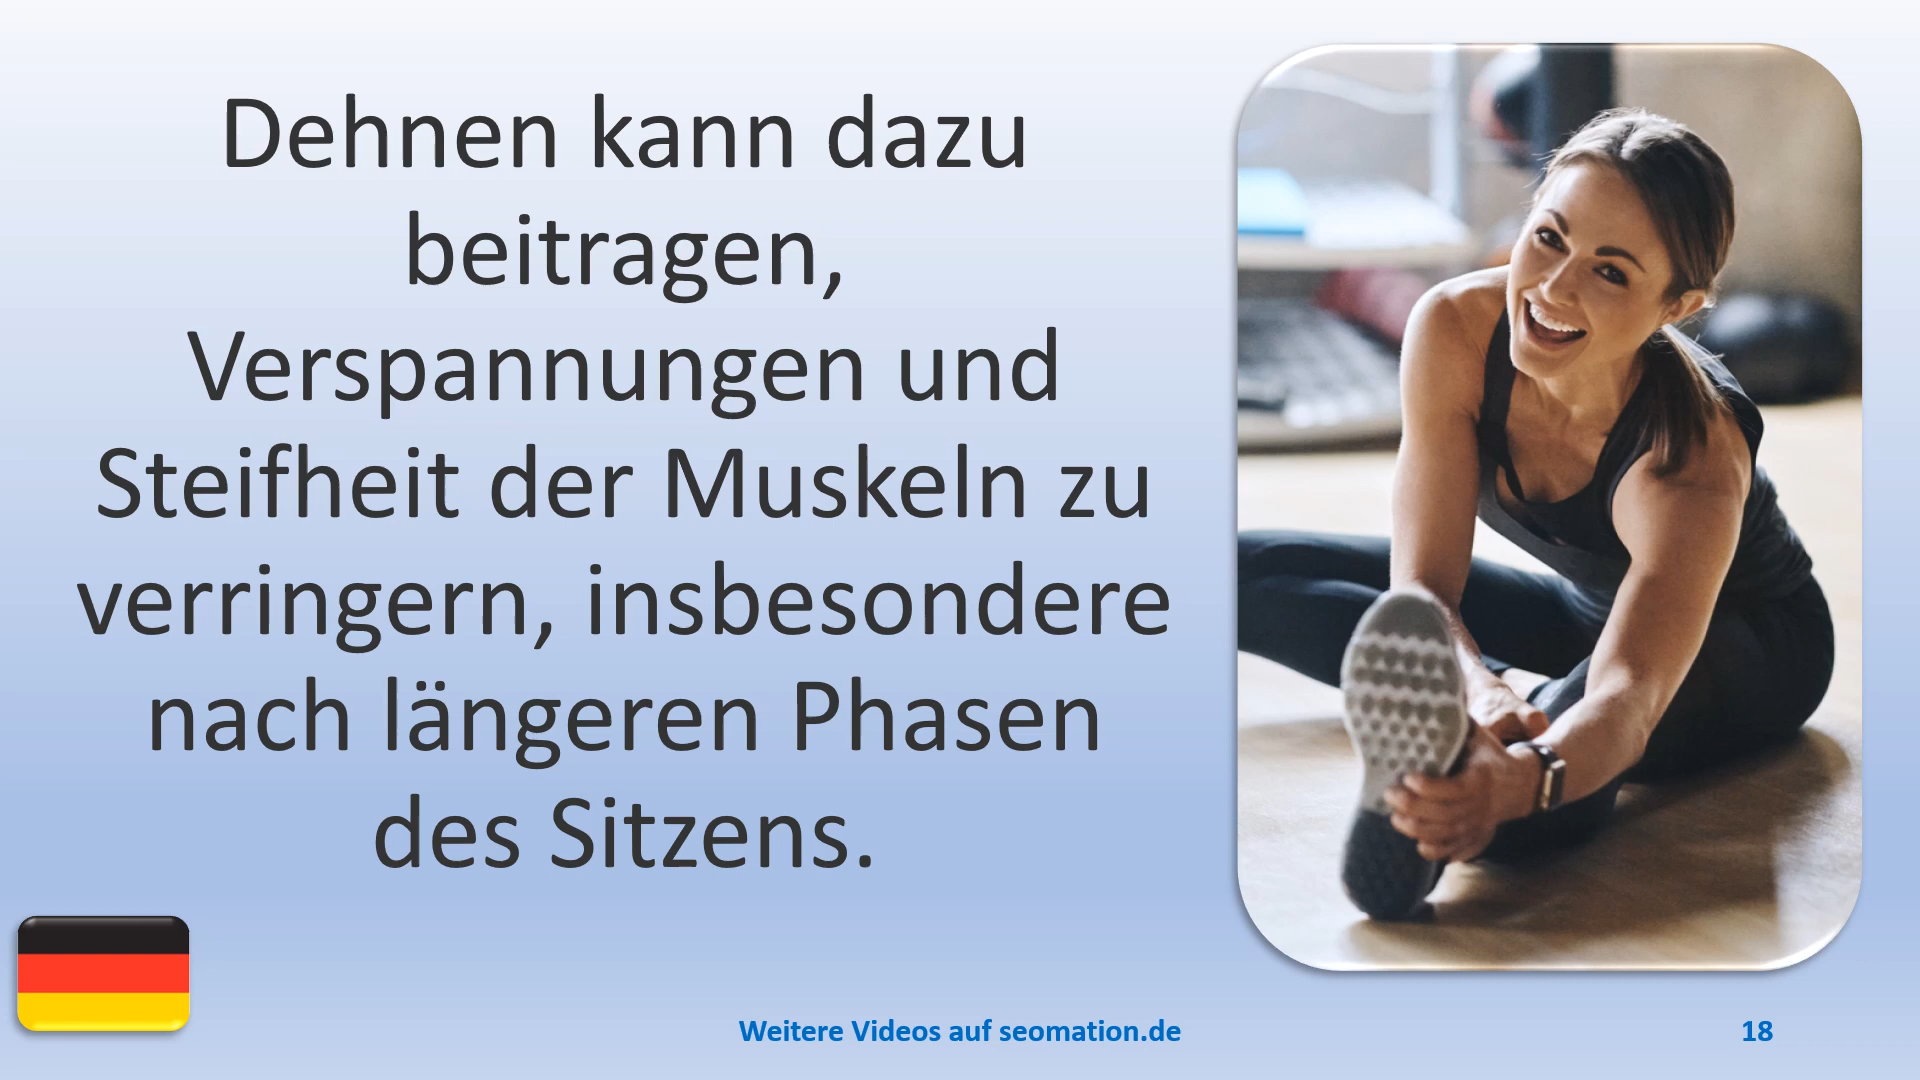 Dehnen kann dazu
beitragen,
Verspannungen und
Steifheit der Muskeln zu
verringern, insbesondere
nach längeren Phasen
des Sitzens.
Weitere Videos auf seomation.de
18